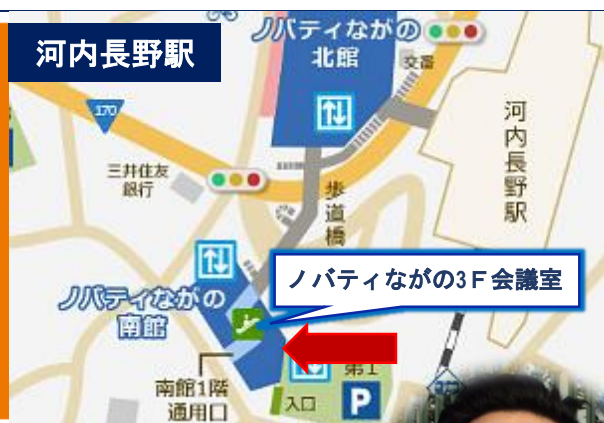 河内長野駅
ノバティながの
北館
交番
170
河内長野駅
三井住友
銀行
歩道橋
ノバティながの3F会議室
ノバティながの
南館
第1
南館1階
通用口
入口
P